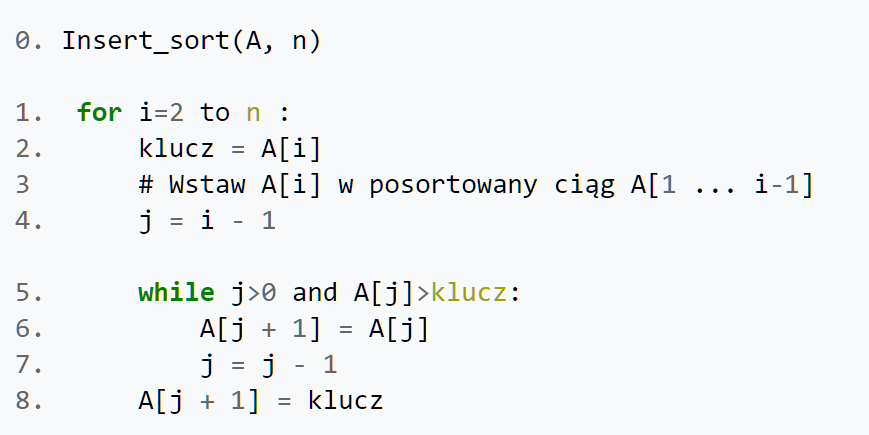 0. Insert_sort(A, n)
1. for i=2 to n :
2. klucz = A[i]
3 # Wstaw A[i] w posortowany ciąg A[1 ... i-1]
4. j = i - 1
5. while j>0 and A[j]>klucz:
6. A[j + 1] = A[j]
7. j = j - 1
8. A[j + 1] = klucz